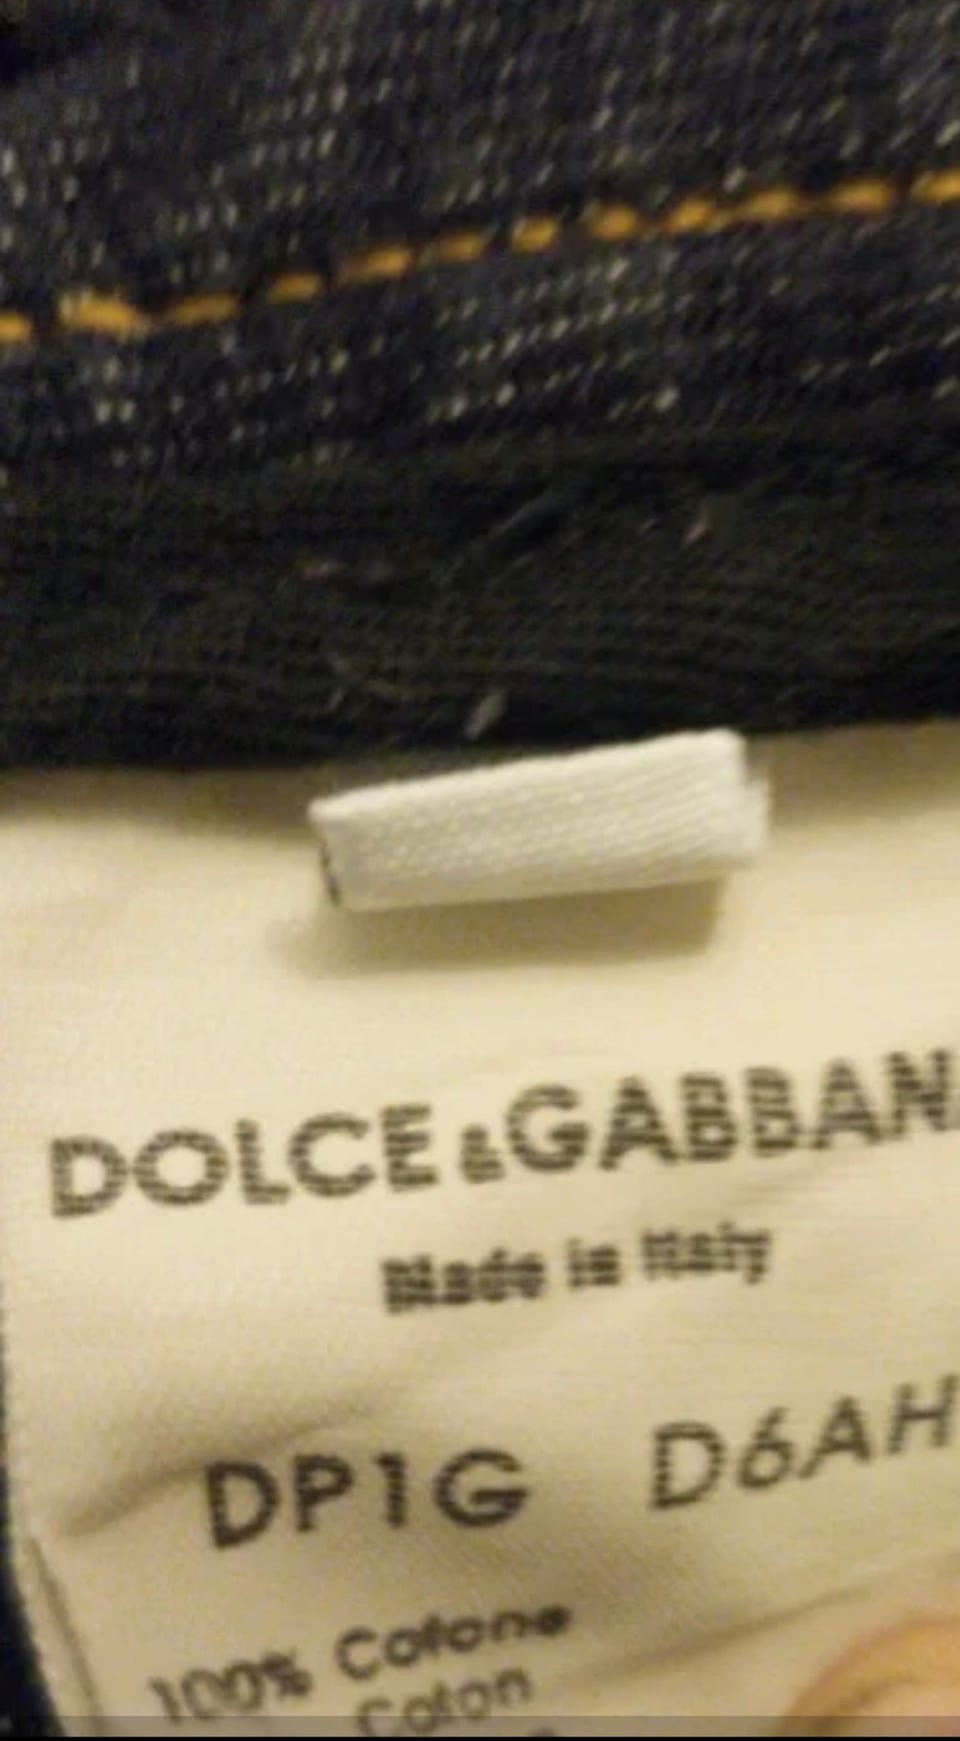 DOLCE & GABBAN
Made in Italy
DP1G D6AH
100% Cotone
Coton